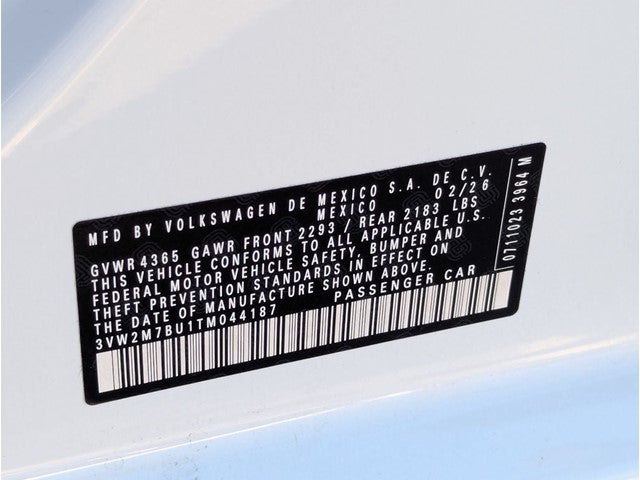 MFD BY VOLKSWAGEN DE MEXICO S.A. DE C.V.
MEXICO 02/26
GVWR 4365 GAWR FRONT 2293 / REAR 2183 LBS
THIS VEHICLE CONFORMS TO ALL APPLICABLE U.S.
FEDERAL MOTOR VEHICLE SAFETY, BUMPER AND
THEFT PREVENTION STANDARDS IN EFFECT ON
THE DATE OF MANUFACTURE SHOWN ABOVE.
3VW2M7BU1TM044187 PASSENGER CAR
0711023 3964 M